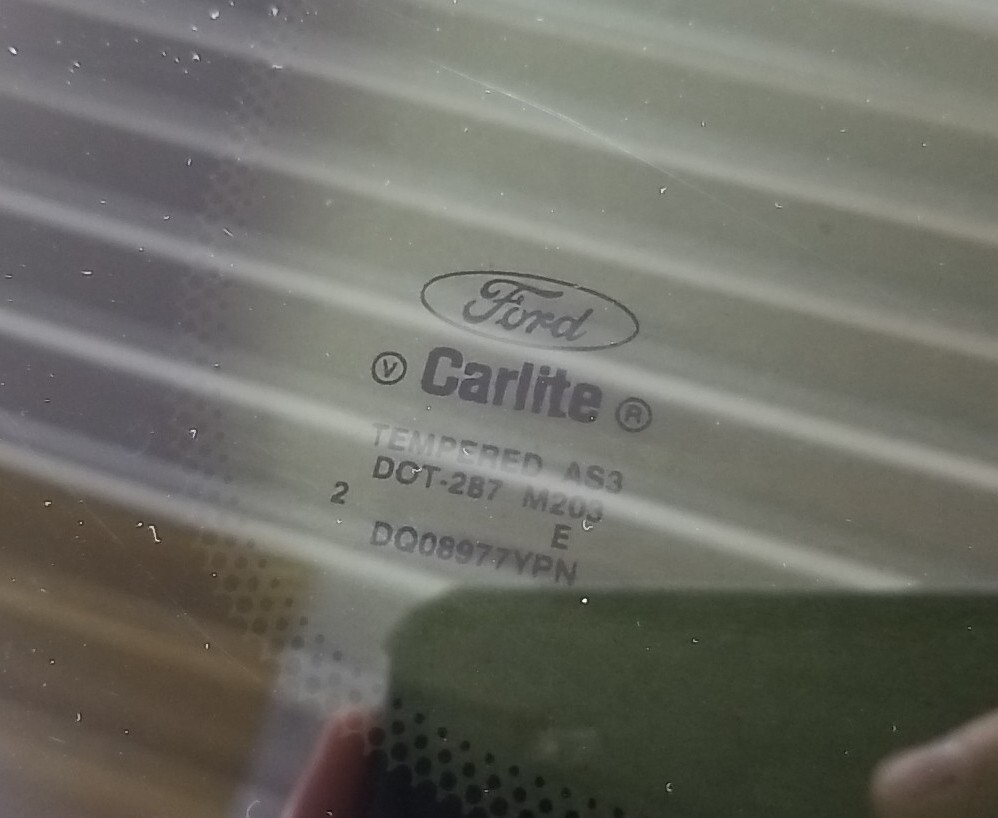 Ford
V Carlite ®
TEMPERED AS3
DOT-287 M203
2 E
DQ08977YPN